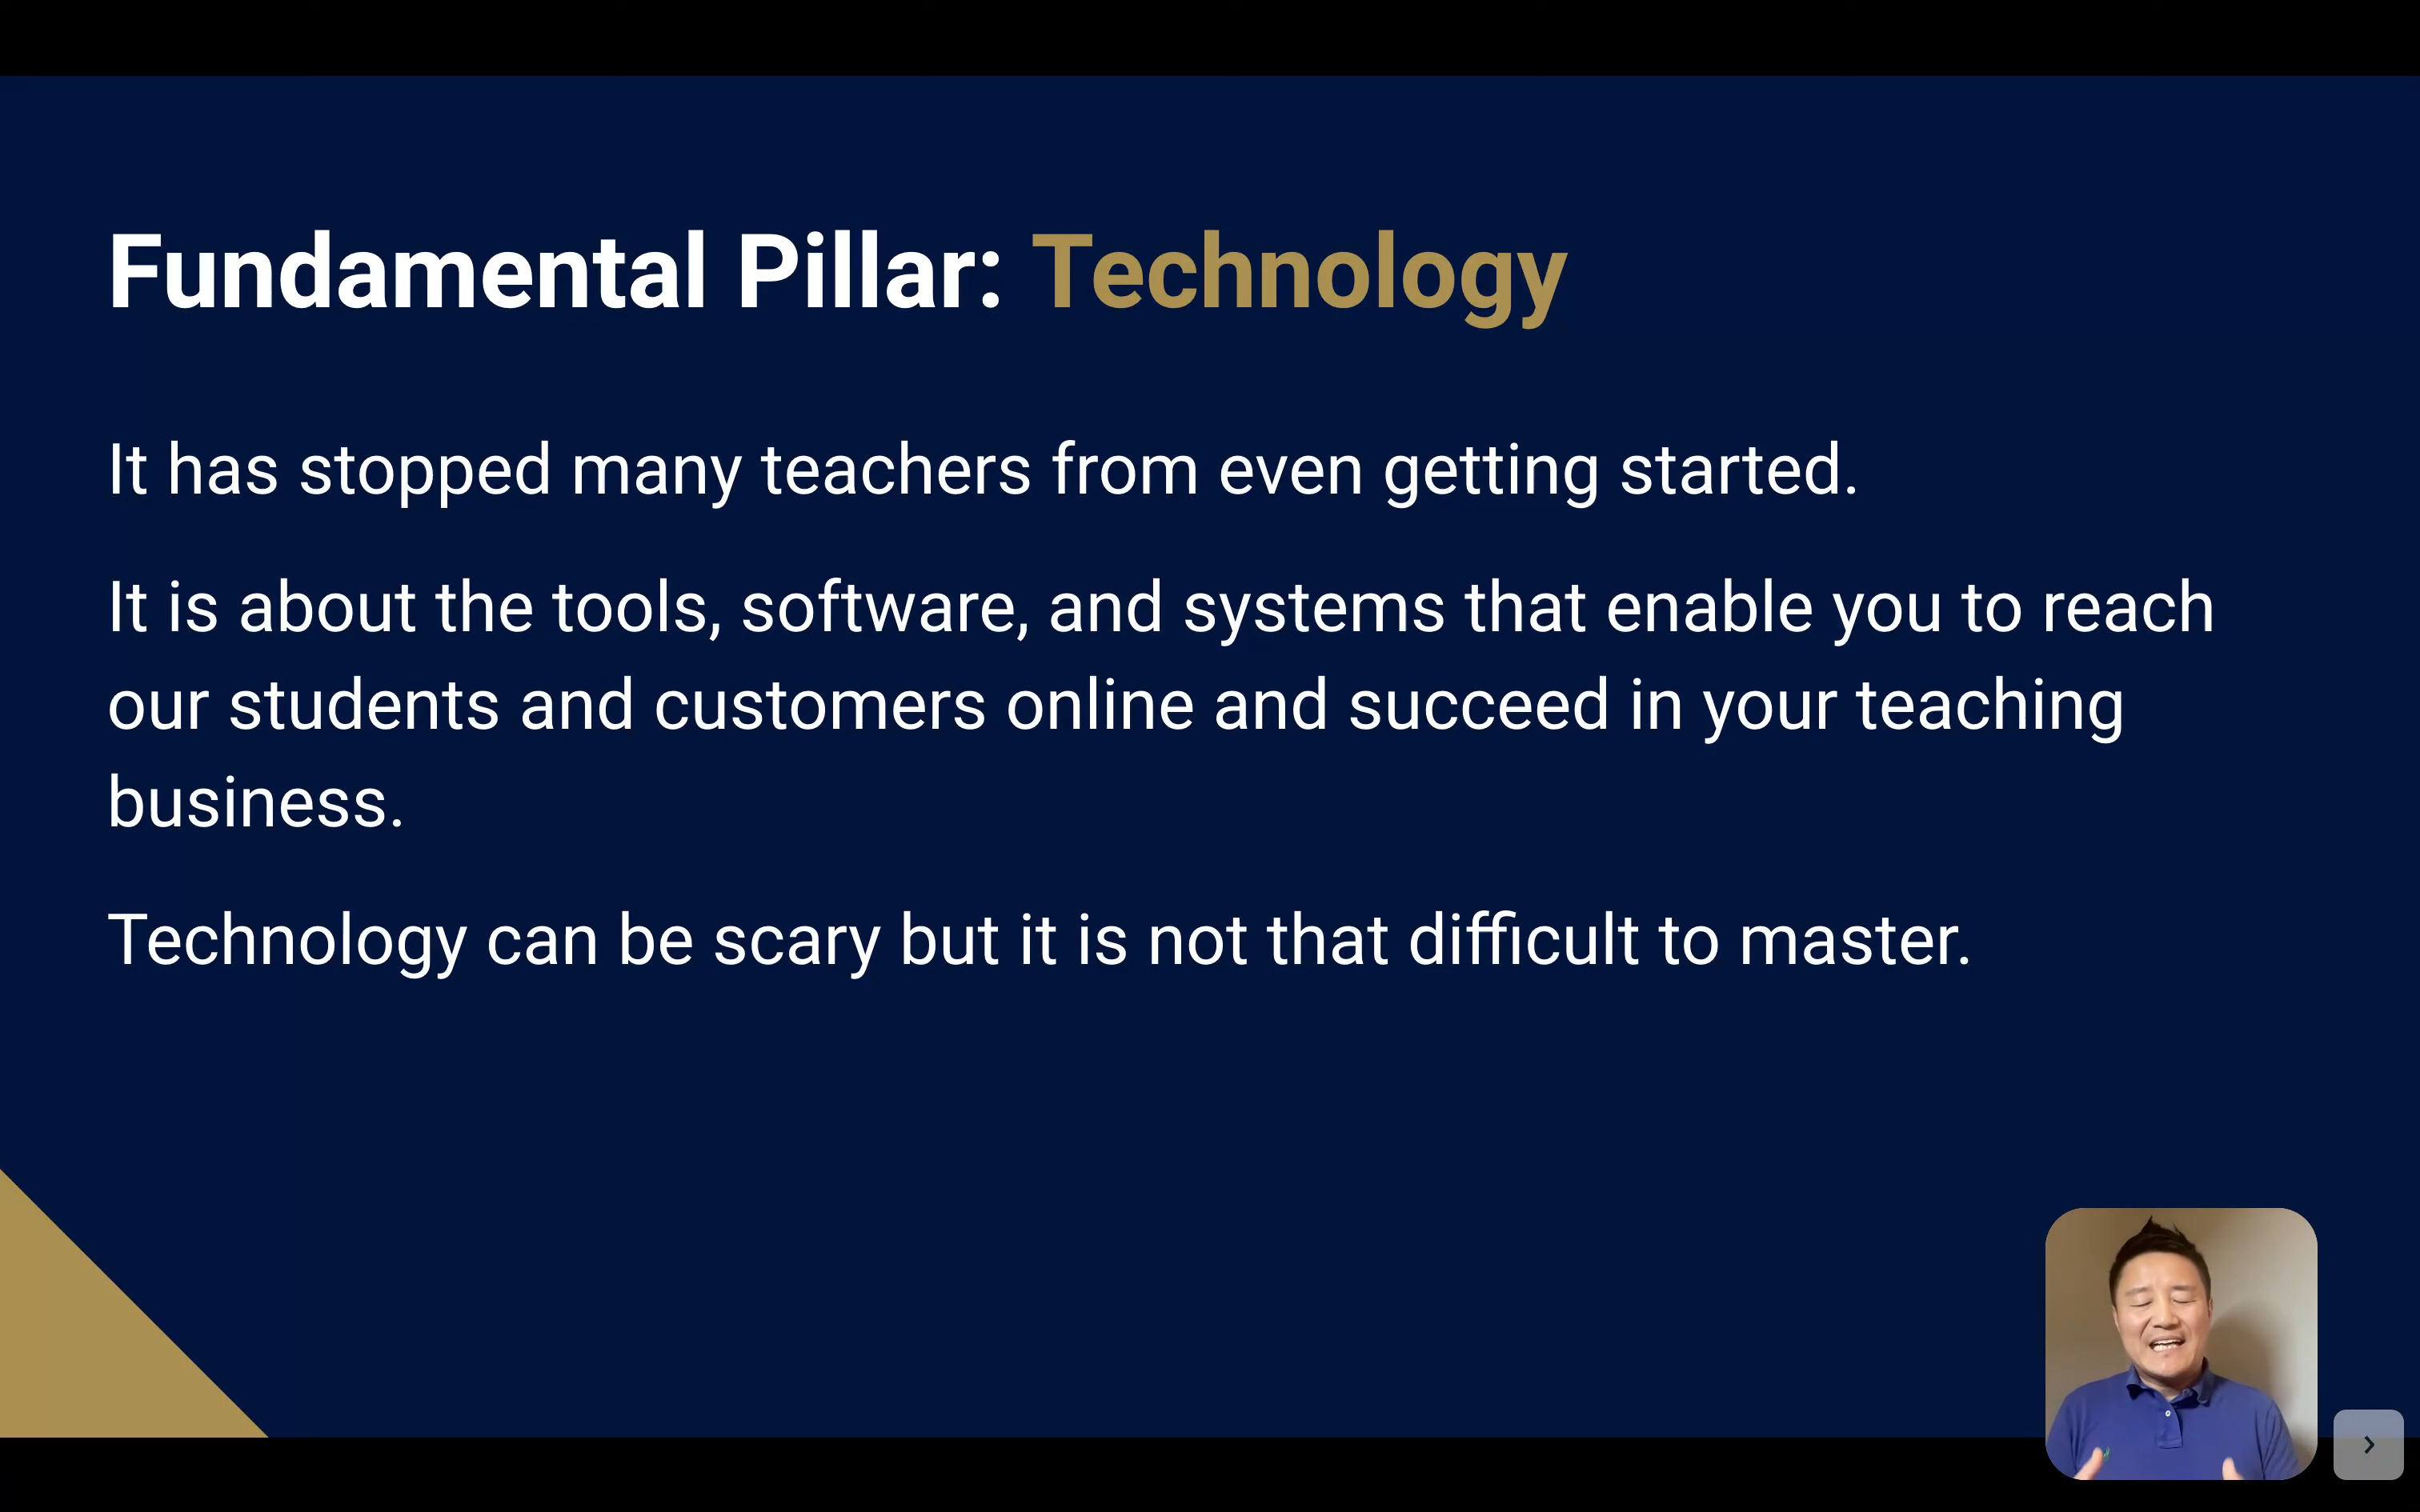 Fundamental Pillar: Technology
It has stopped many teachers from even getting started.
It is about the tools, software, and systems that enable you to reach
our students and customers online and succeed in your teaching
business.
Technology can be scary but it is not that difficult to master.